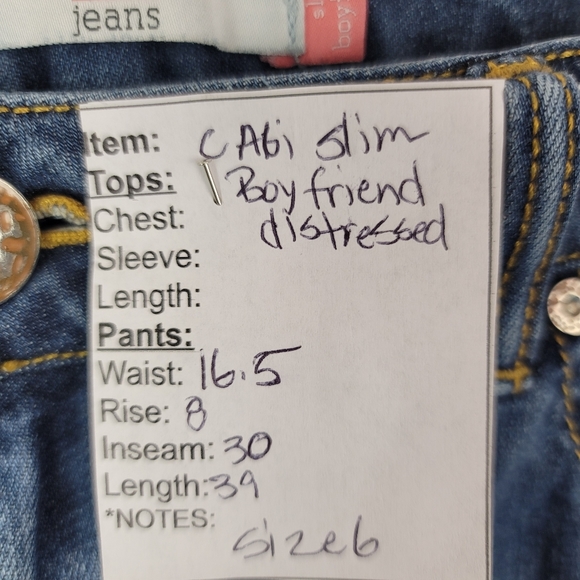 jeans
boy
Item: CAbi slim
Tops: Boyfriend
Chest: distressed
Sleeve:
Length:
Pants:
Waist: 16.5
Rise: 8
Inseam: 30
Length: 39
*NOTES:
size 6